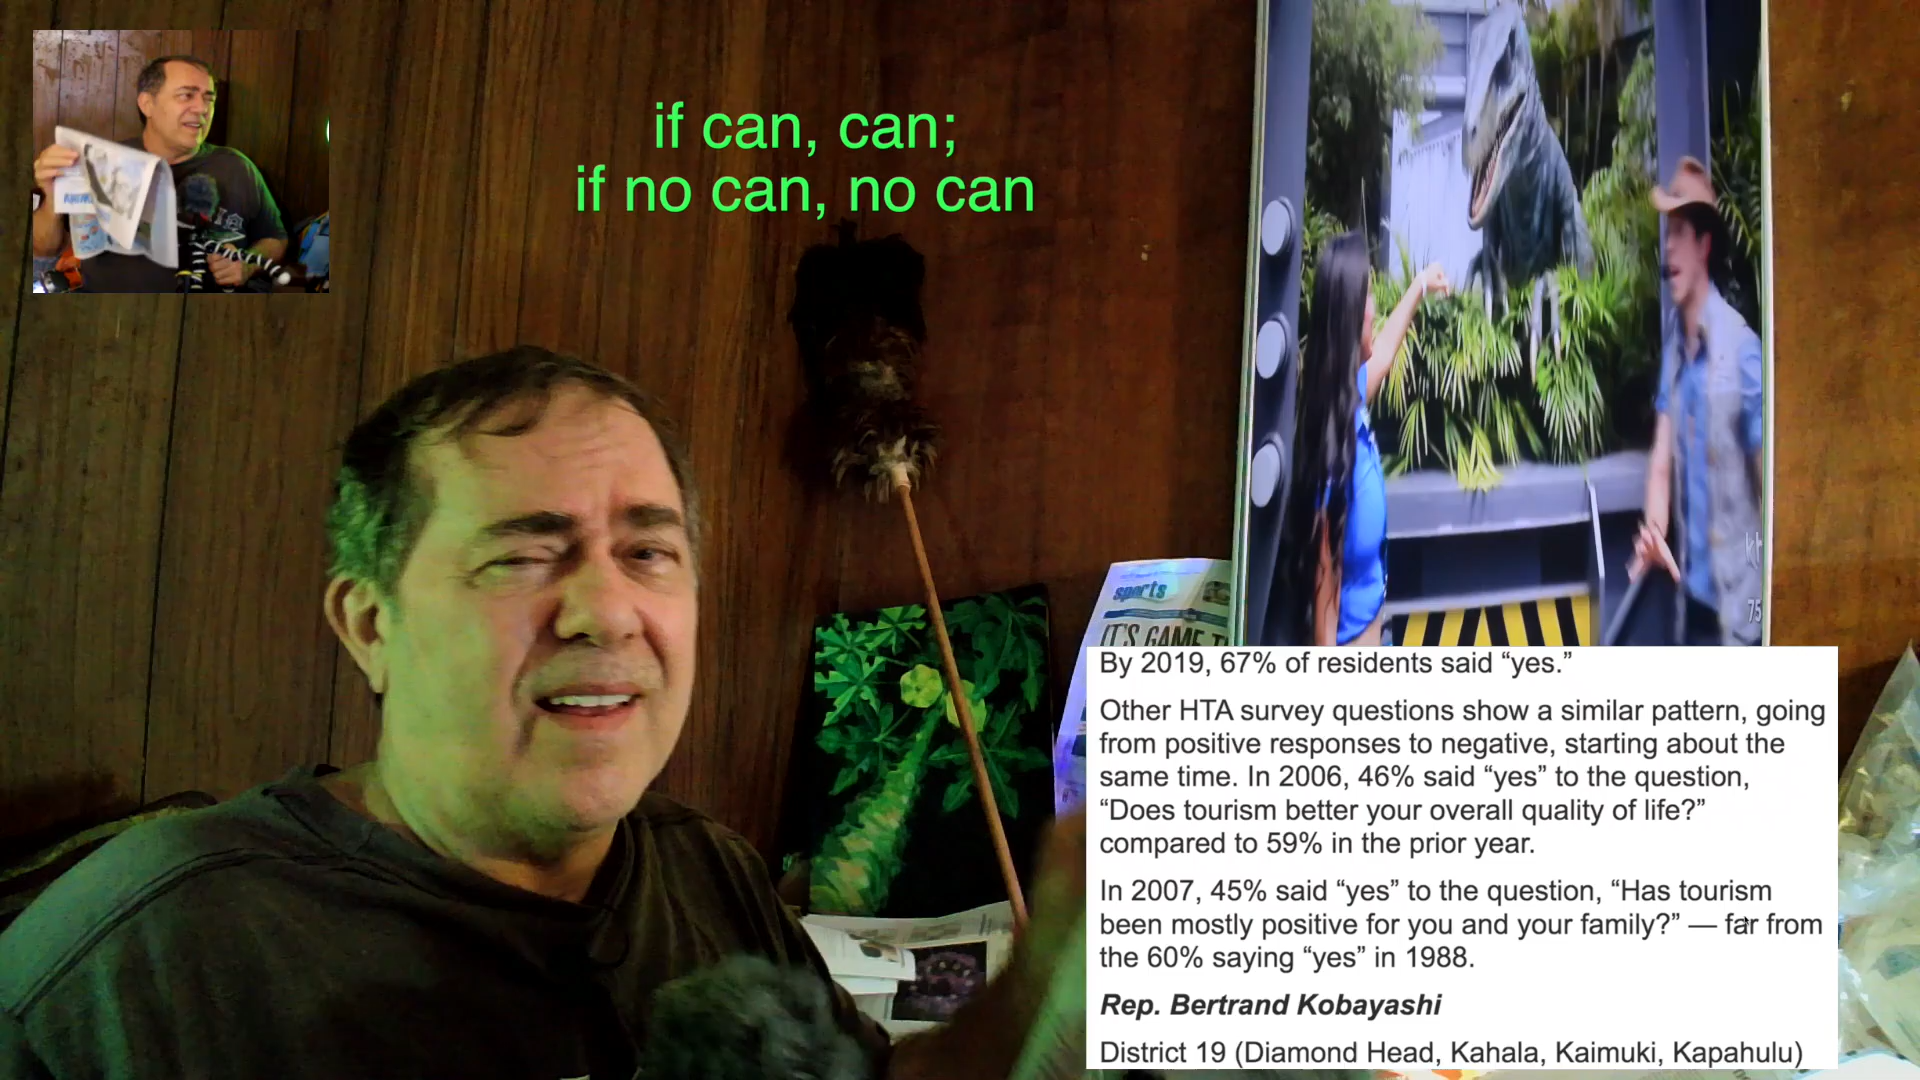 if can, can;
if no can, no can
sports
IT'S GAME T
75
By 2019, 67% of residents said “yes.”
Other HTA survey questions show a similar pattern, going
from positive responses to negative, starting about the
same time. In 2006, 46% said “yes” to the question,
“Does tourism better your overall quality of life?”
compared to 59% in the prior year.
In 2007, 45% said “yes” to the question, “Has tourism
been mostly positive for you and your family?” — far from
the 60% saying “yes” in 1988.
Rep. Bertrand Kobayashi
District 19 (Diamond Head, Kahala, Kaimuki, Kapahulu)